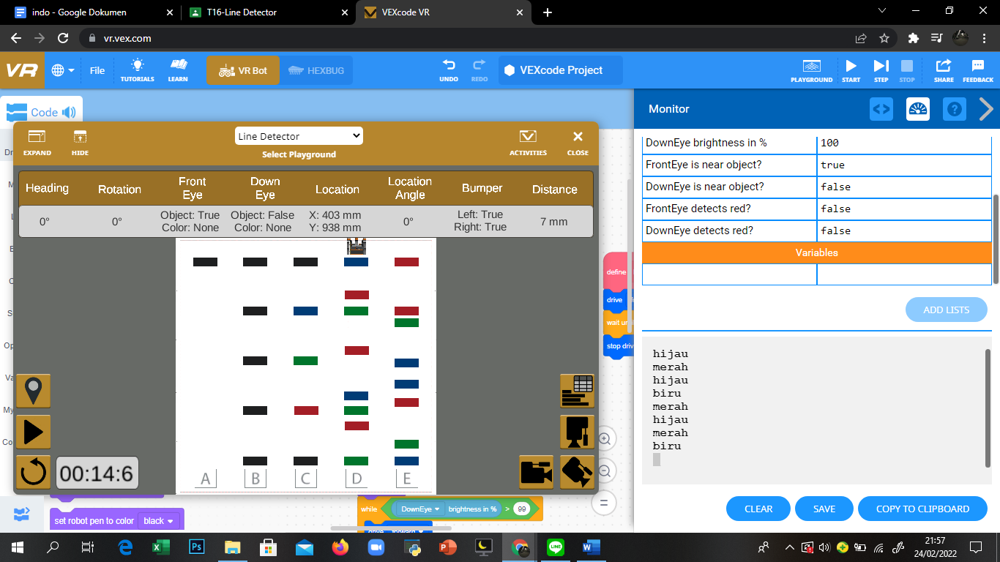 indo - Google Dokumen
T16-Line Detector
VEXcode VR
vr.vex.com
VR
File
TUTORIALS
LEARN
VR Bot
HEXBUG
UNDO
REDO
VEXcode Project
PLAYGROUND
START
STEP
STOP
SHARE
FEEDBACK
Code
Monitor
EXPAND
HIDE
Line Detector
Select Playground
ACTIVITIES
CLOSE
Heading Rotation Front Eye Down Eye Location Location Angle Bumper Distance
0° 0° Object: True Object: False X: 403 mm 0° Left: True 7 mm
Color: None Color: None Y: 938 mm Right: True
A B C D E
00:14:6
define
drive
wait
stop driv
DownEye brightness in % 100
FrontEye is near object? true
DownEye is near object? false
FrontEye detects red? false
DownEye detects red? false
Variables
ADD LISTS
hijau
merah
hijau
biru
merah
hijau
merah
biru
CLEAR
SAVE
COPY TO CLIPBOARD
set robot pen to color black
while DownEye brightness in % > 99
21:57
24/02/2022